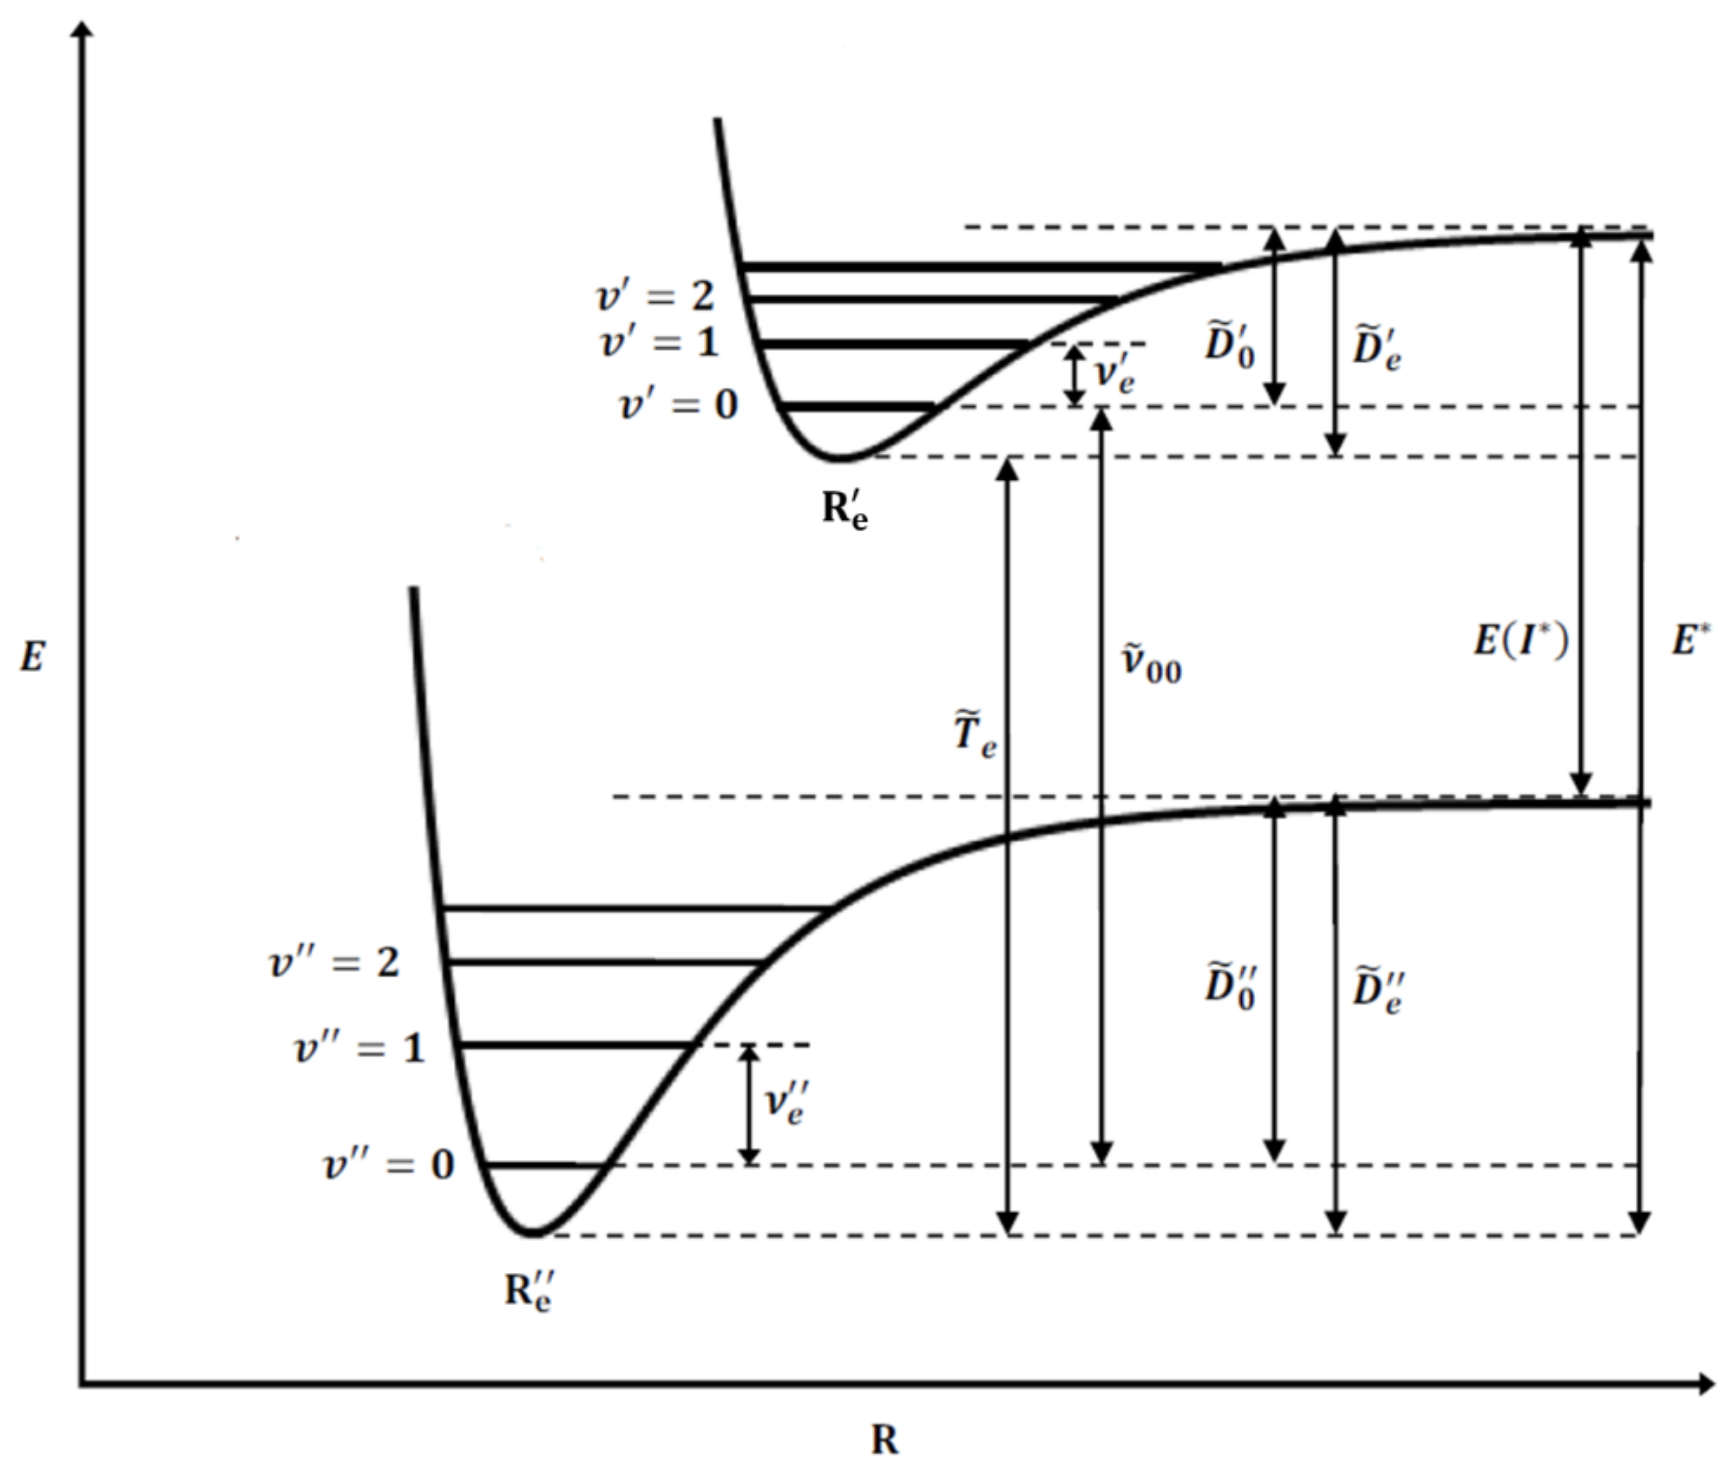 v′ = 2
v′ = 1
v′ = 0
ν′ₑ
D̃′₀
D̃′ₑ
R′ₑ
E
E(I*)
E*
ν̃₀₀
T̃ₑ
v″ = 2
v″ = 1
v″ = 0
ν″ₑ
D̃″₀
D̃″ₑ
R″ₑ
R